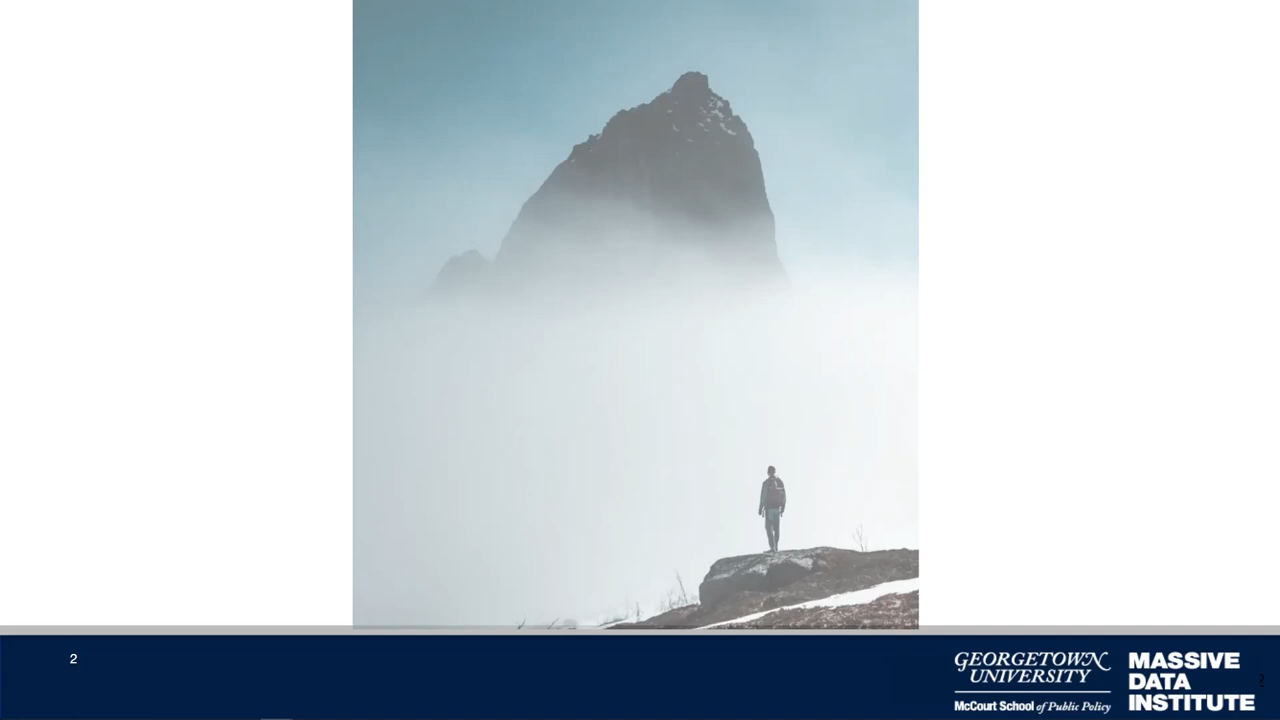 2
GEORGETOWN
UNIVERSITY
McCourt School of Public Policy
MASSIVE
DATA
INSTITUTE
2